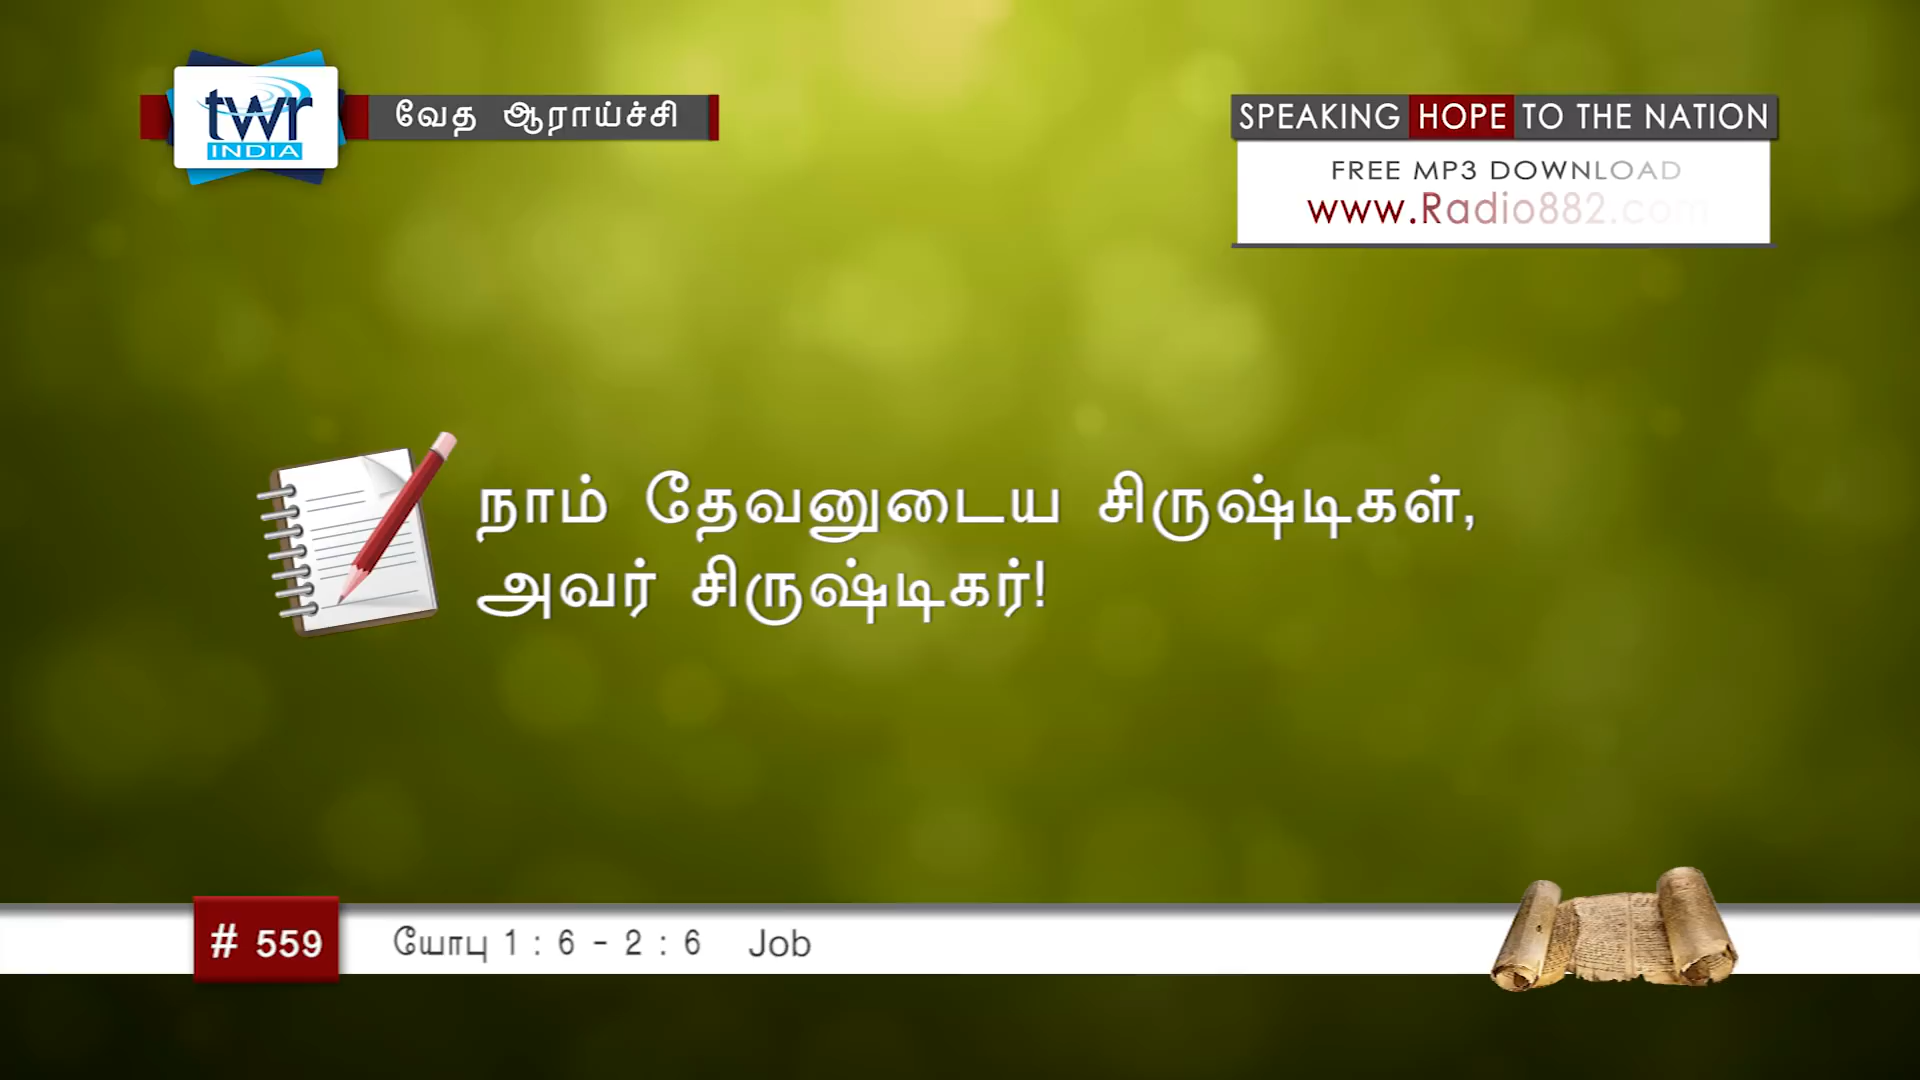 twr
INDIA
வேத ஆராய்ச்சி
SPEAKING HOPE TO THE NATION
FREE MP3 DOWNLOAD
www.Radio882.com
நாம் தேவனுடைய சிருஷ்டிகள்,
அவர் சிருஷ்டிகர்!
# 559
யோபு 1 : 6 - 2 : 6 Job